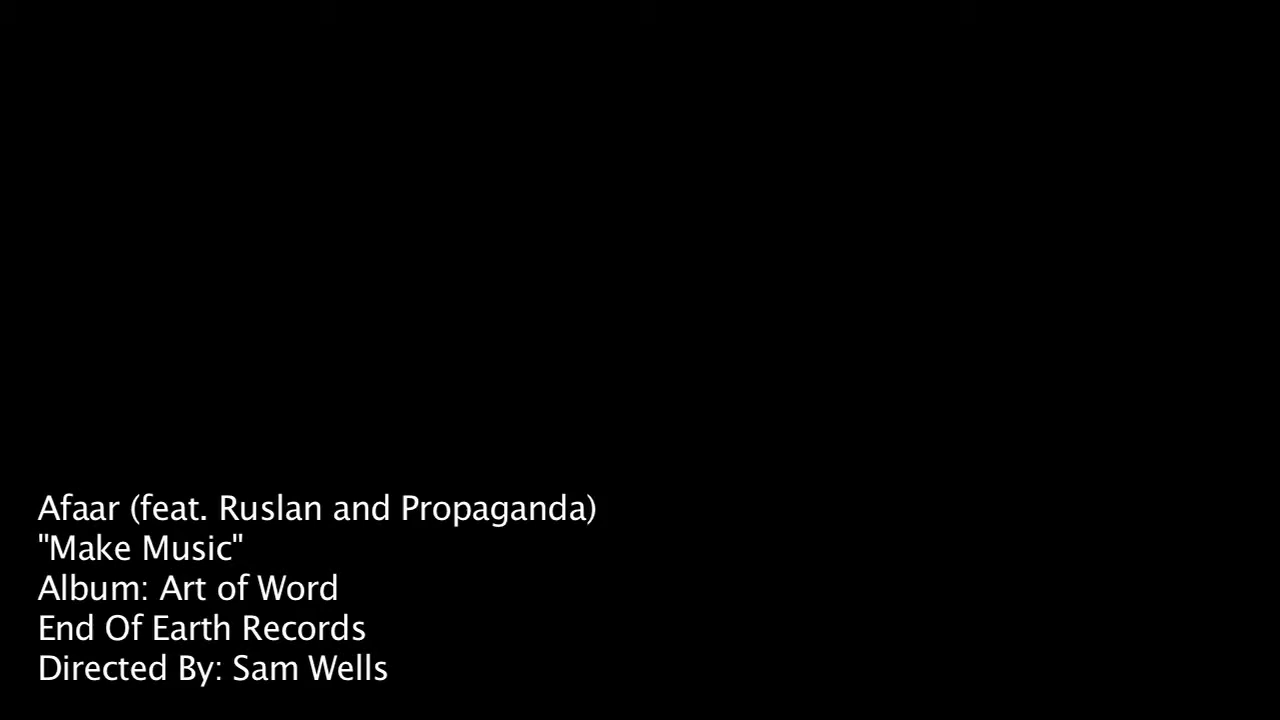 Afaar (feat. Ruslan and Propaganda)
"Make Music"
Album: Art of Word
End Of Earth Records
Directed By: Sam Wells